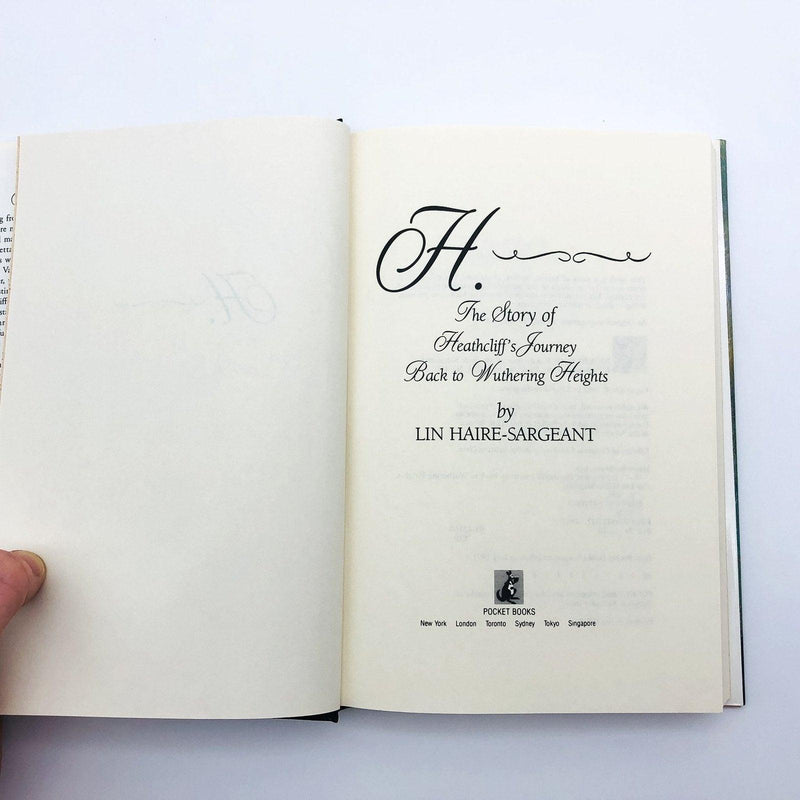 H.
The Story of
Heathcliff's Journey
Back to Wuthering Heights
by
LIN HAIRE-SARGEANT
POCKET BOOKS
New York London Toronto Sydney Tokyo Singapore